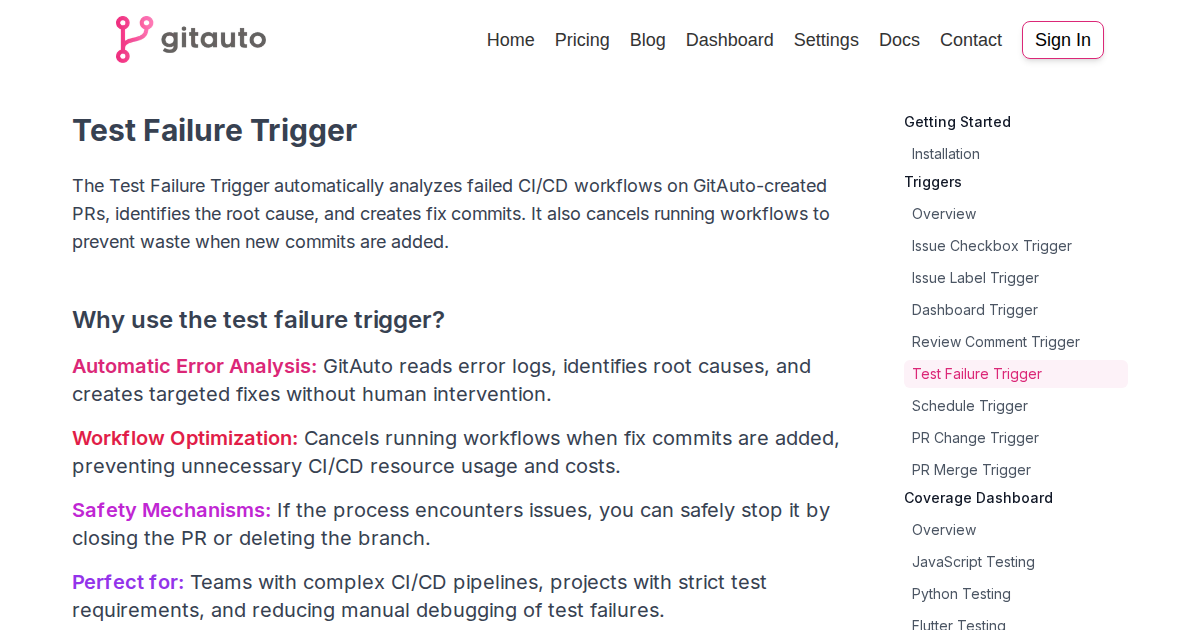 gitauto
Home Pricing Blog Dashboard Settings Docs Contact Sign In
Test Failure Trigger
The Test Failure Trigger automatically analyzes failed CI/CD workflows on GitAuto-created
PRs, identifies the root cause, and creates fix commits. It also cancels running workflows to
prevent waste when new commits are added.
Why use the test failure trigger?
Automatic Error Analysis: GitAuto reads error logs, identifies root causes, and
creates targeted fixes without human intervention.
Workflow Optimization: Cancels running workflows when fix commits are added,
preventing unnecessary CI/CD resource usage and costs.
Safety Mechanisms: If the process encounters issues, you can safely stop it by
closing the PR or deleting the branch.
Perfect for: Teams with complex CI/CD pipelines, projects with strict test
requirements, and reducing manual debugging of test failures.
Getting Started
Installation
Triggers
Overview
Issue Checkbox Trigger
Issue Label Trigger
Dashboard Trigger
Review Comment Trigger
Test Failure Trigger
Schedule Trigger
PR Change Trigger
PR Merge Trigger
Coverage Dashboard
Overview
JavaScript Testing
Python Testing
Flutter Testing